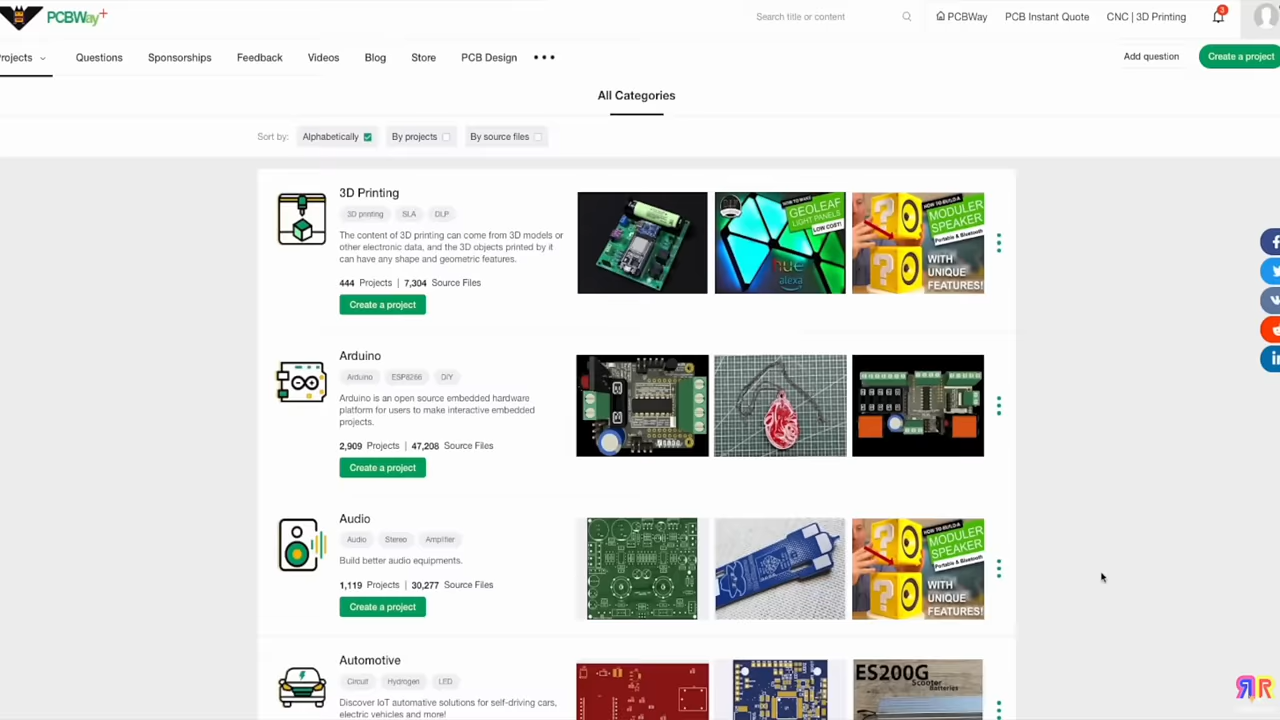 PCBWay+
Search title or content
PCBWay
PCB Instant Quote
CNC | 3D Printing
3
rojects
Questions
Sponsorships
Feedback
Videos
Blog
Store
PCB Design
Add question
Create a project
All Categories
Sort by:
Alphabetically
By projects
By source files
3D Printing
3D printing
SLA
DLP
The content of 3D printing can come from 3D models or
other electronic data, and the 3D objects printed by it
can have any shape and geometric features.
444 Projects | 7,304 Source Files
Create a project
HOW TO MAKE
GEOLEAF
LIGHT PANELS
LOW COST!
hue
alexa
HOW TO BUILD A
MODULER
SPEAKER
Portable & Bluetooth
WITH
UNIQUE
FEATURES!
Arduino
Arduino
ESP8266
DIY
Arduino is an open source embedded hardware
platform for users to make interactive embedded
projects.
2,909 Projects | 47,208 Source Files
Create a project
Audio
Audio
Stereo
Amplifier
Build better audio equipments.
1,119 Projects | 30,277 Source Files
Create a project
HOW TO BUILD A
MODULER
SPEAKER
Portable & Bluetooth
WITH
UNIQUE
FEATURES!
Automotive
Circuit
Hydrogen
LED
Discover IoT automative solutions for self-driving cars,
electric vehicles and more!
ES200G
Scooter
Batteries